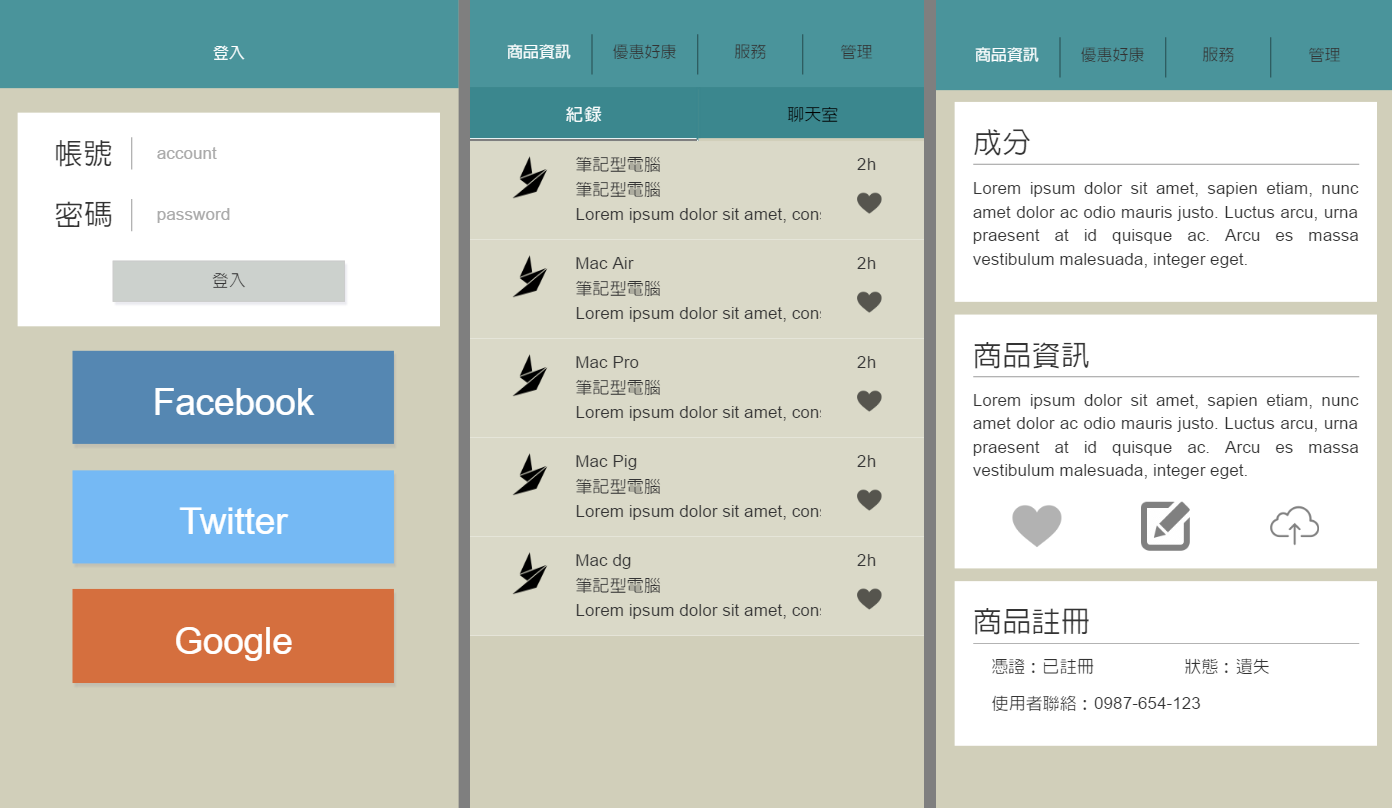 登入
帳號 account
密碼 password
登入
Facebook
Twitter
Google
商品資訊 優惠好康 服務 管理
紀錄 聊天室
筆記型電腦 2h
筆記型電腦
Lorem ipsum dolor sit amet, con
Mac Air 2h
筆記型電腦
Lorem ipsum dolor sit amet, con
Mac Pro 2h
筆記型電腦
Lorem ipsum dolor sit amet, con
Mac Pig 2h
筆記型電腦
Lorem ipsum dolor sit amet, con
Mac dg 2h
筆記型電腦
Lorem ipsum dolor sit amet, con
商品資訊 優惠好康 服務 管理
成分
Lorem ipsum dolor sit amet, sapien etiam, nunc
amet dolor ac odio mauris justo. Luctus arcu, urna
praesent at id quisque ac. Arcu es massa
vestibulum malesuada, integer eget.
商品資訊
Lorem ipsum dolor sit amet, sapien etiam, nunc
amet dolor ac odio mauris justo. Luctus arcu, urna
praesent at id quisque ac. Arcu es massa
vestibulum malesuada, integer eget.
商品註冊
憑證：已註冊 狀態：遺失
使用者聯絡：0987-654-123